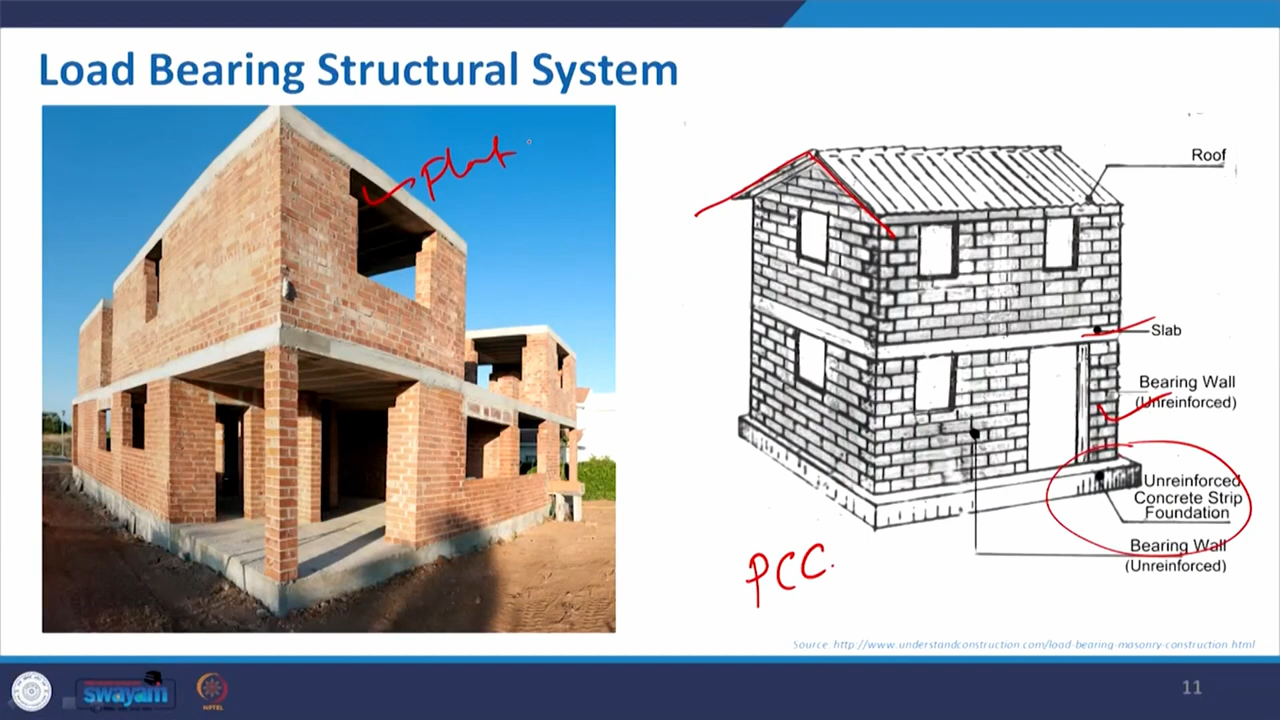 Load Bearing Structural System
Flat
Roof
Slab
Bearing Wall
(Unreinforced)
Unreinforced
Concrete Strip
Foundation
Bearing Wall
(Unreinforced)
PCC
Source: http://www.understandconstruction.com/load-bearing-masonry-construction.html
swayam
NPTEL
11